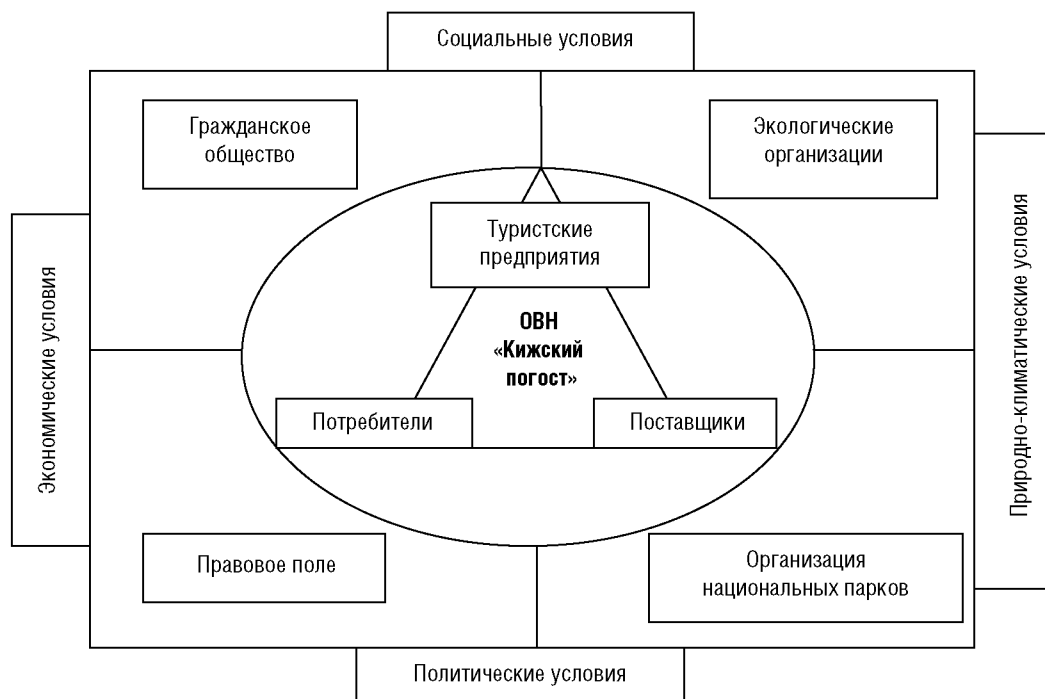 Социальные условия
Гражданское
общество
Экологические
организации
Туристские
предприятия
ОВН
«Кижский
погост»
Потребители
Поставщики
Экономические условия
Природно-климатические условия
Правовое поле
Организация
национальных парков
Политические условия